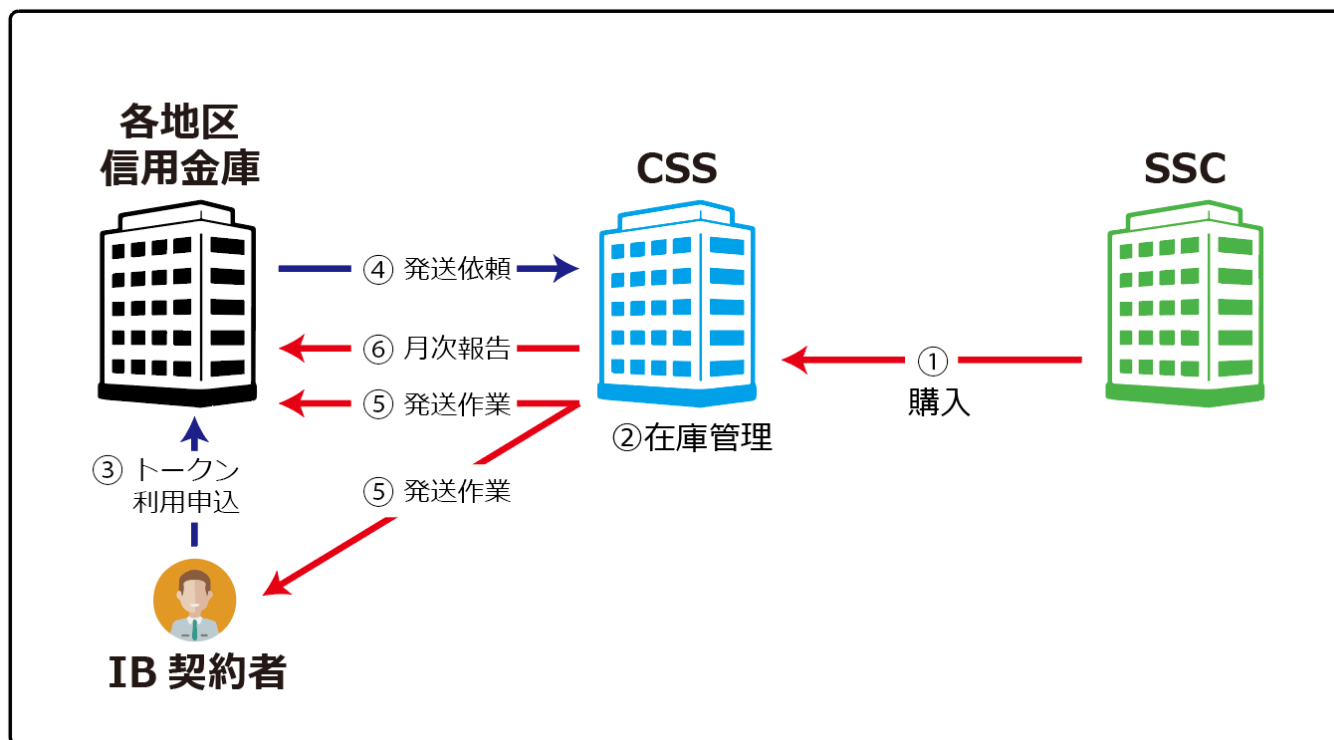 各地区
信用金庫
CSS
SSC
④ 発送依頼
⑥ 月次報告
①
購入
⑤ 発送作業
②在庫管理
③ トークン
利用申込
⑤ 発送作業
IB 契約者